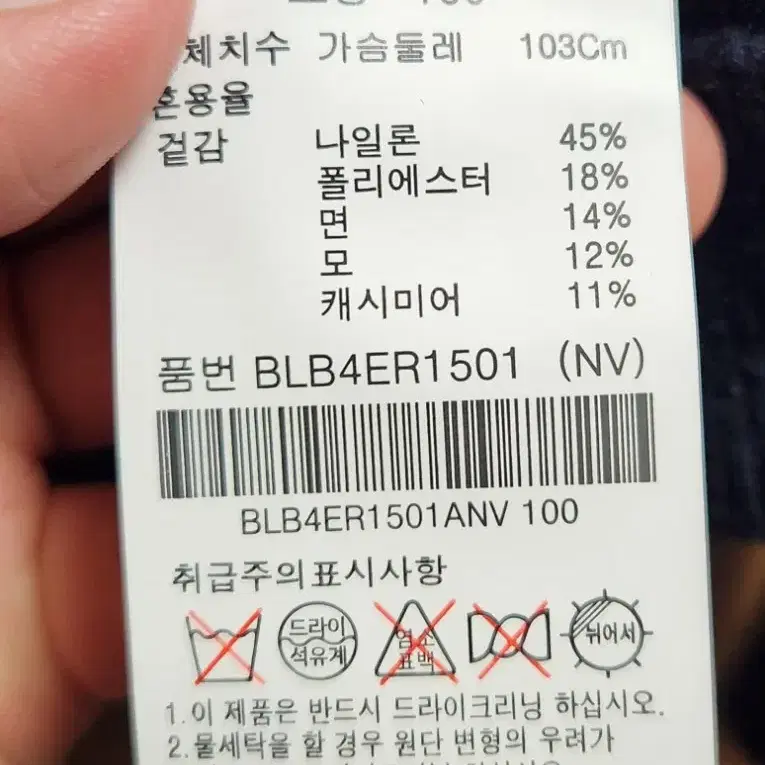 체치수 가슴둘레 103Cm
혼용율
겉감 나일론 45%
폴리에스터 18%
면 14%
모 12%
캐시미어 11%
품번 BLB4ER1501 (NV)
BLB4ER1501ANV 100
취급주의표시사항
드라이
석유계
염소
표백
뉘어서
1.이 제품은 반드시 드라이크리닝 하십시오.
2.물세탁을 할 경우 원단 변형의 우려가